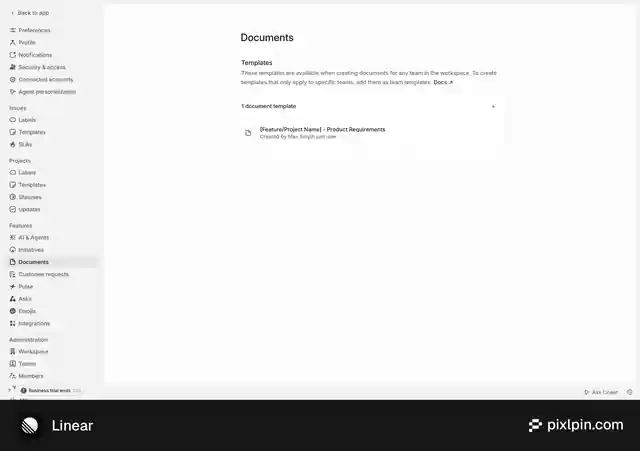 Back to app
Preferences
Profile
Notifications
Security & access
Connected accounts
Agent personalization
Issues
Labels
Templates
SLAs
Projects
Labels
Templates
Statuses
Updates
Features
AI & Agents
Initiatives
Documents
Customer requests
Pulse
Asks
Emojis
Integrations
Administration
Workspace
Teams
Members
Business trial ends
Documents
Templates
These templates are available when creating documents for any team in the workspace. To create
templates that only apply to specific teams, add them as team templates. Docs ↗
1 document template
+
[Feature/Project Name] - Product Requirements
Created by Max Smyth just now
Ask Linear
Linear
pixlpin.com